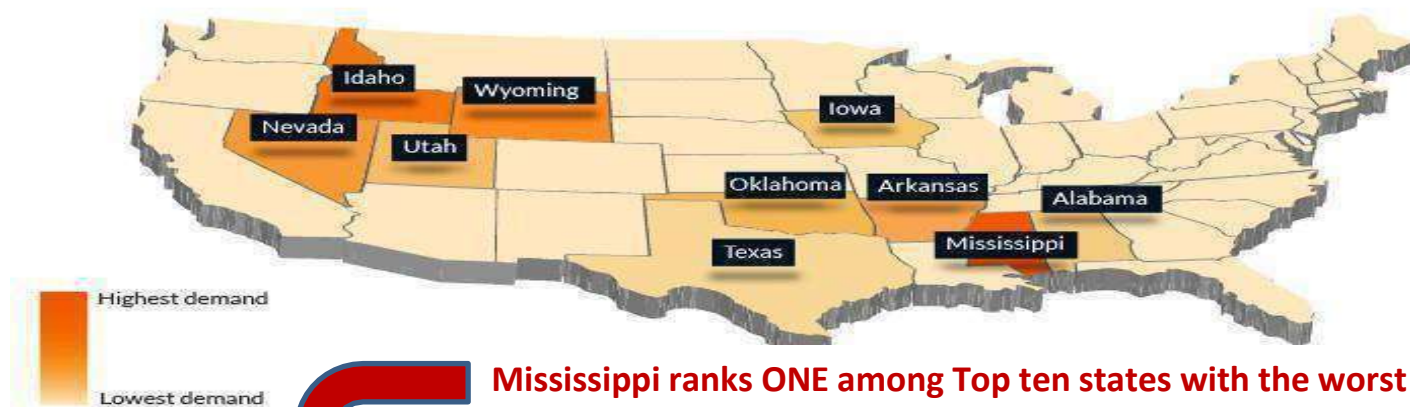 Idaho
Wyoming
Iowa
Nevada
Utah
Oklahoma
Arkansas
Alabama
Mississippi
Texas
Highest demand
Lowest demand
Mississippi ranks ONE among Top ten states with the worst